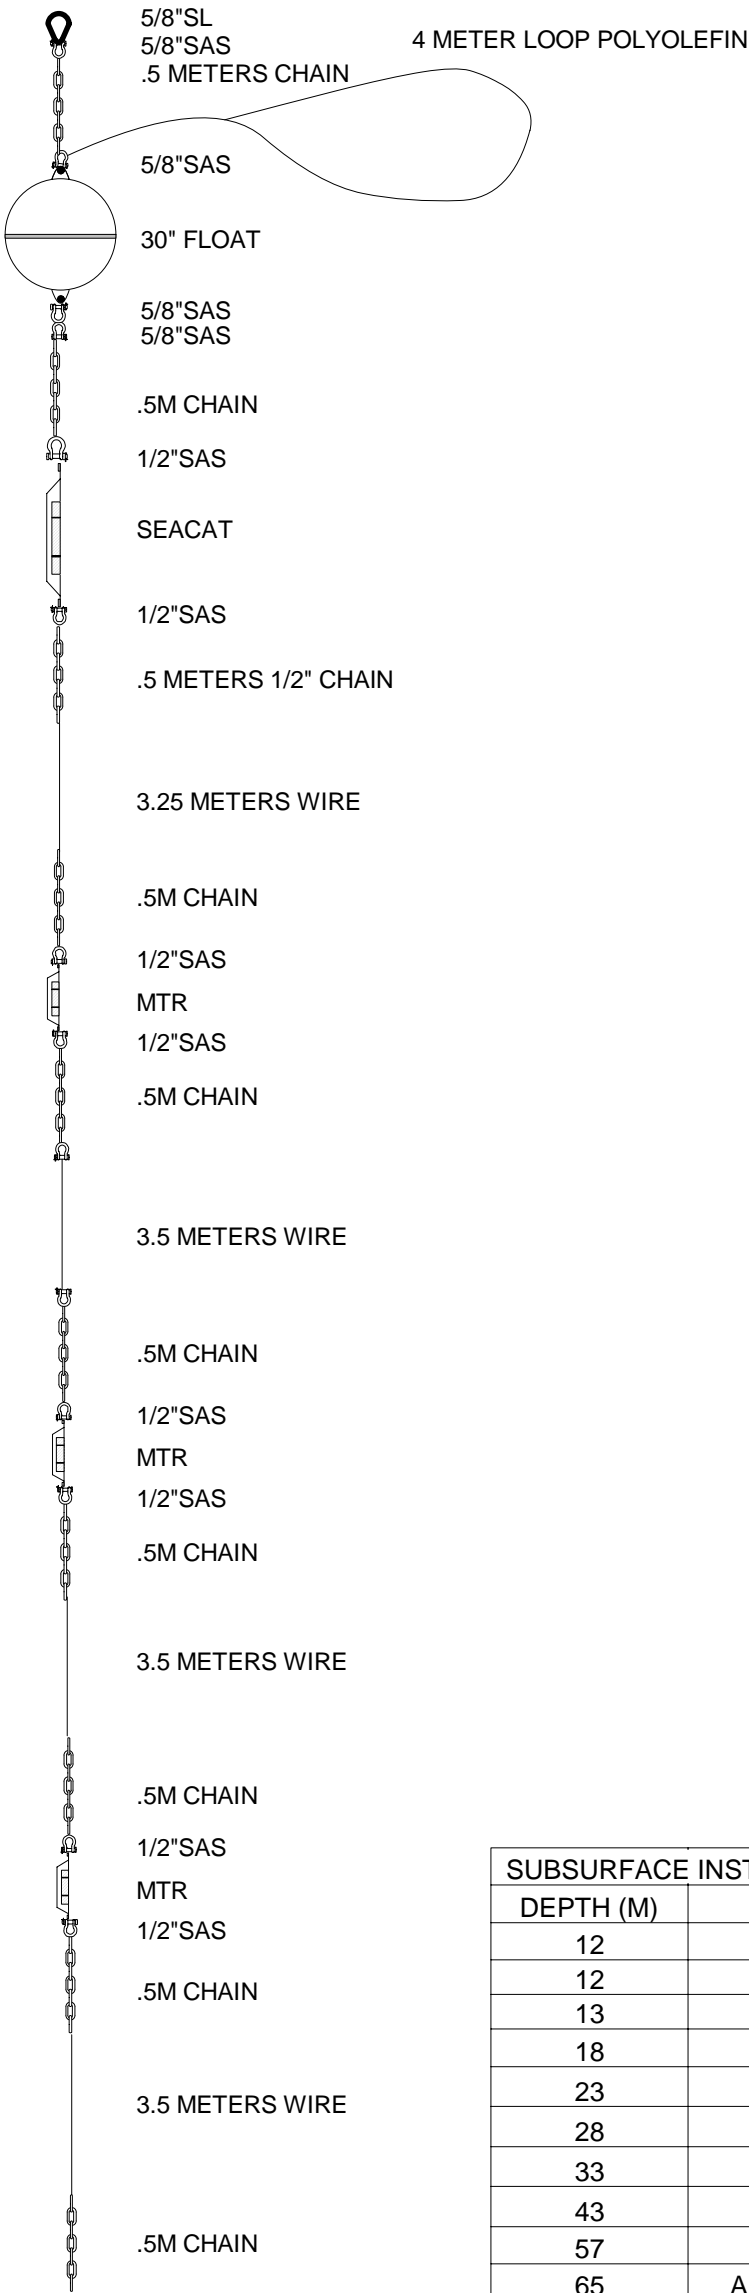 5/8"SL
5/8"SAS
4 METER LOOP POLYOLEFIN
.5 METERS CHAIN
5/8"SAS
30" FLOAT
5/8"SAS
5/8"SAS
.5M CHAIN
1/2"SAS
SEACAT
1/2"SAS
.5 METERS 1/2" CHAIN
3.25 METERS WIRE
.5M CHAIN
1/2"SAS
MTR
1/2"SAS
.5M CHAIN
3.5 METERS WIRE
.5M CHAIN
1/2"SAS
MTR
1/2"SAS
.5M CHAIN
3.5 METERS WIRE
.5M CHAIN
1/2"SAS
MTR
1/2"SAS
.5M CHAIN
3.5 METERS WIRE
.5M CHAIN
SUBSURFACE INST
DEPTH (M)
12
12
13
18
23
28
33
43
57
65 A